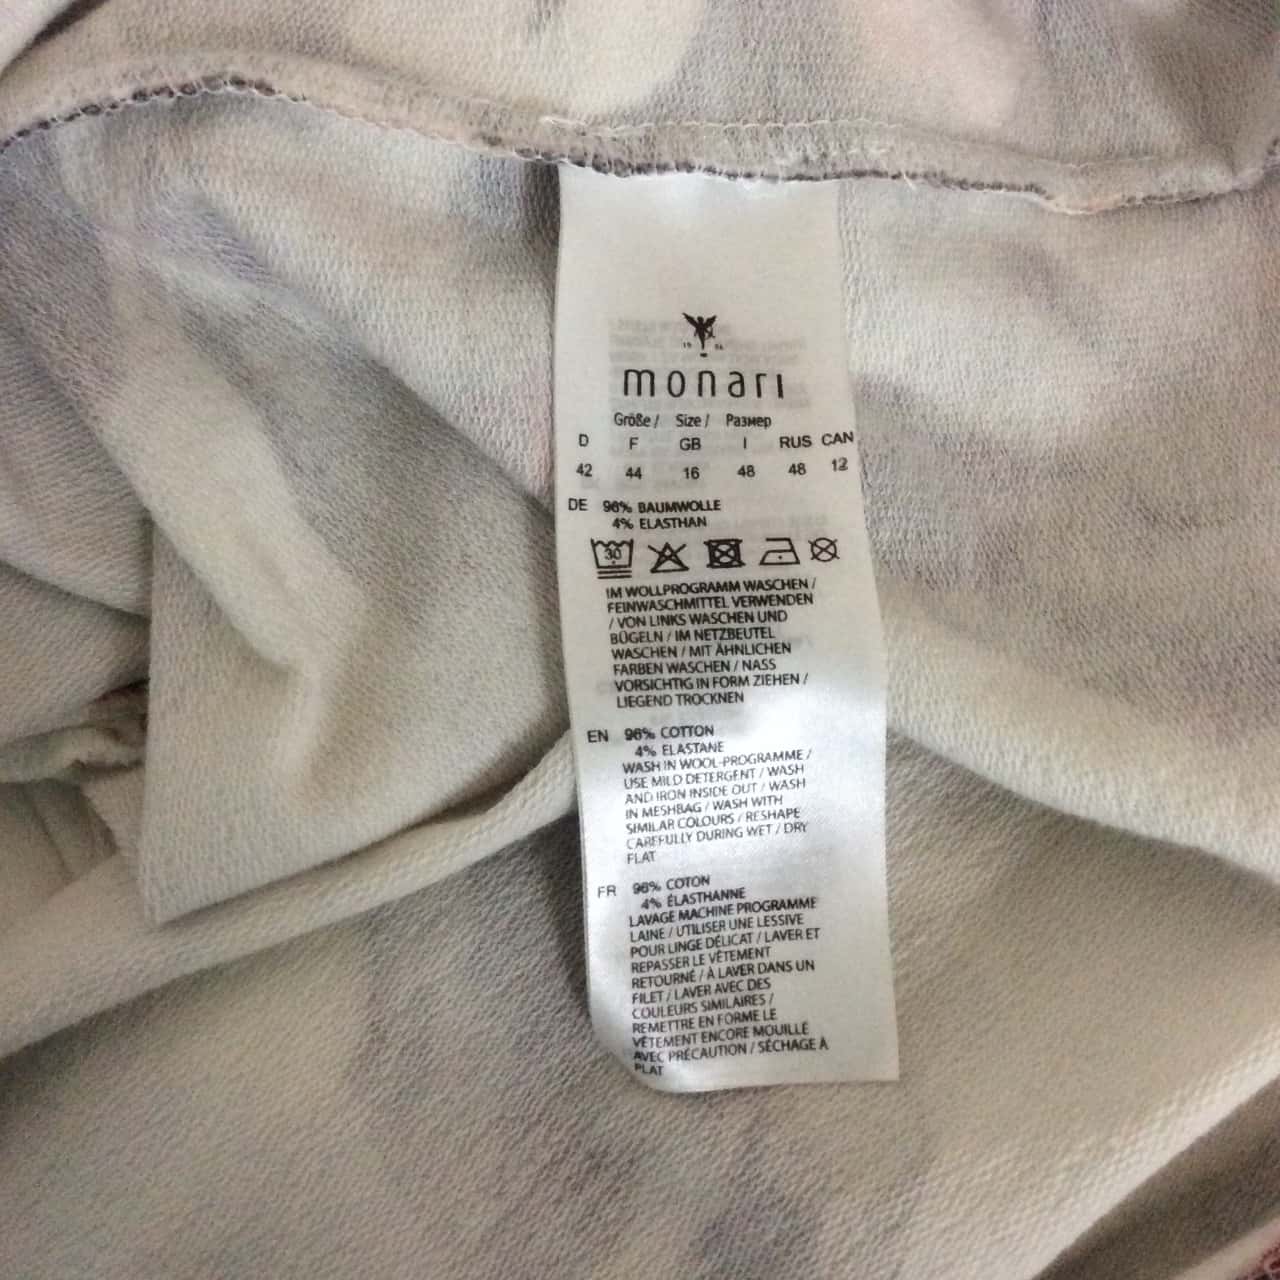 19 86
monari
Größe / Size / Размер
D F GB I RUS CAN
42 44 16 48 48 12
DE 96% BAUMWOLLE
4% ELASTHAN
30
IM WOLLPROGRAMM WASCHEN /
FEINWASCHMITTEL VERWENDEN
/ VON LINKS WASCHEN UND
BÜGELN / IM NETZBEUTEL
WASCHEN / MIT ÄHNLICHEN
FARBEN WASCHEN / NASS
VORSICHTIG IN FORM ZIEHEN /
LIEGEND TROCKNEN
EN 96% COTTON
4% ELASTANE
WASH IN WOOL-PROGRAMME /
USE MILD DETERGENT / WASH
AND IRON INSIDE OUT / WASH
IN MESHBAG / WASH WITH
SIMILAR COLOURS / RESHAPE
CAREFULLY DURING WET / DRY
FLAT
FR 96% COTON
4% ÉLASTHANNE
LAVAGE MACHINE PROGRAMME
LAINE / UTILISER UNE LESSIVE
POUR LINGE DÉLICAT / LAVER ET
REPASSER LE VÊTEMENT
RETOURNÉ / À LAVER DANS UN
FILET / LAVER AVEC DES
COULEURS SIMILAIRES /
REMETTRE EN FORME LE
VÊTEMENT ENCORE MOUILLÉ
AVEC PRÉCAUTION / SÉCHAGE À
PLAT